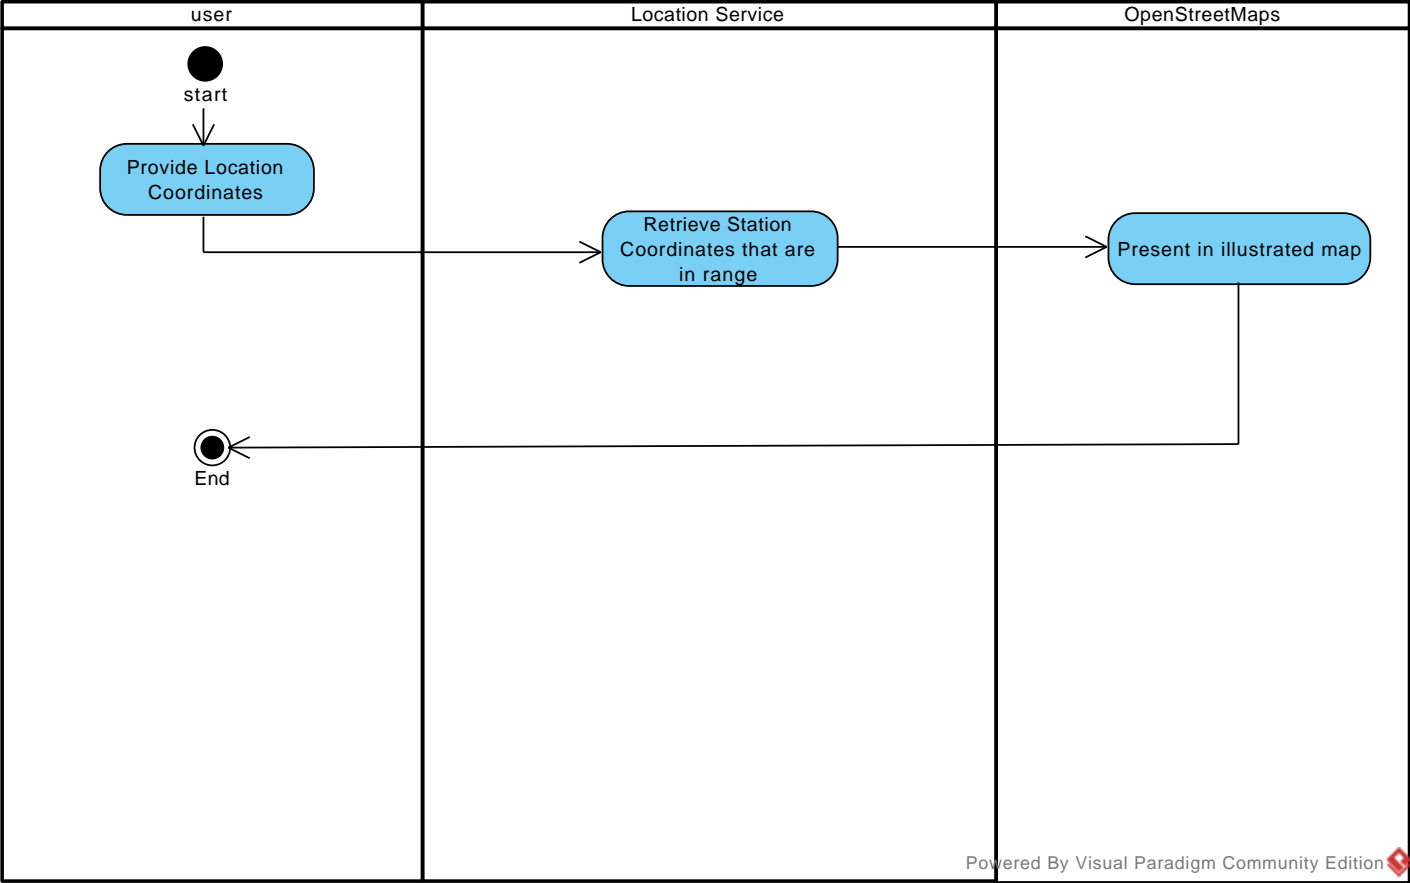 user
Location Service
OpenStreetMaps
start
Provide Location
Coordinates
Retrieve Station
Coordinates that are
in range
Present in illustrated map
End
Powered By Visual Paradigm Community Edition